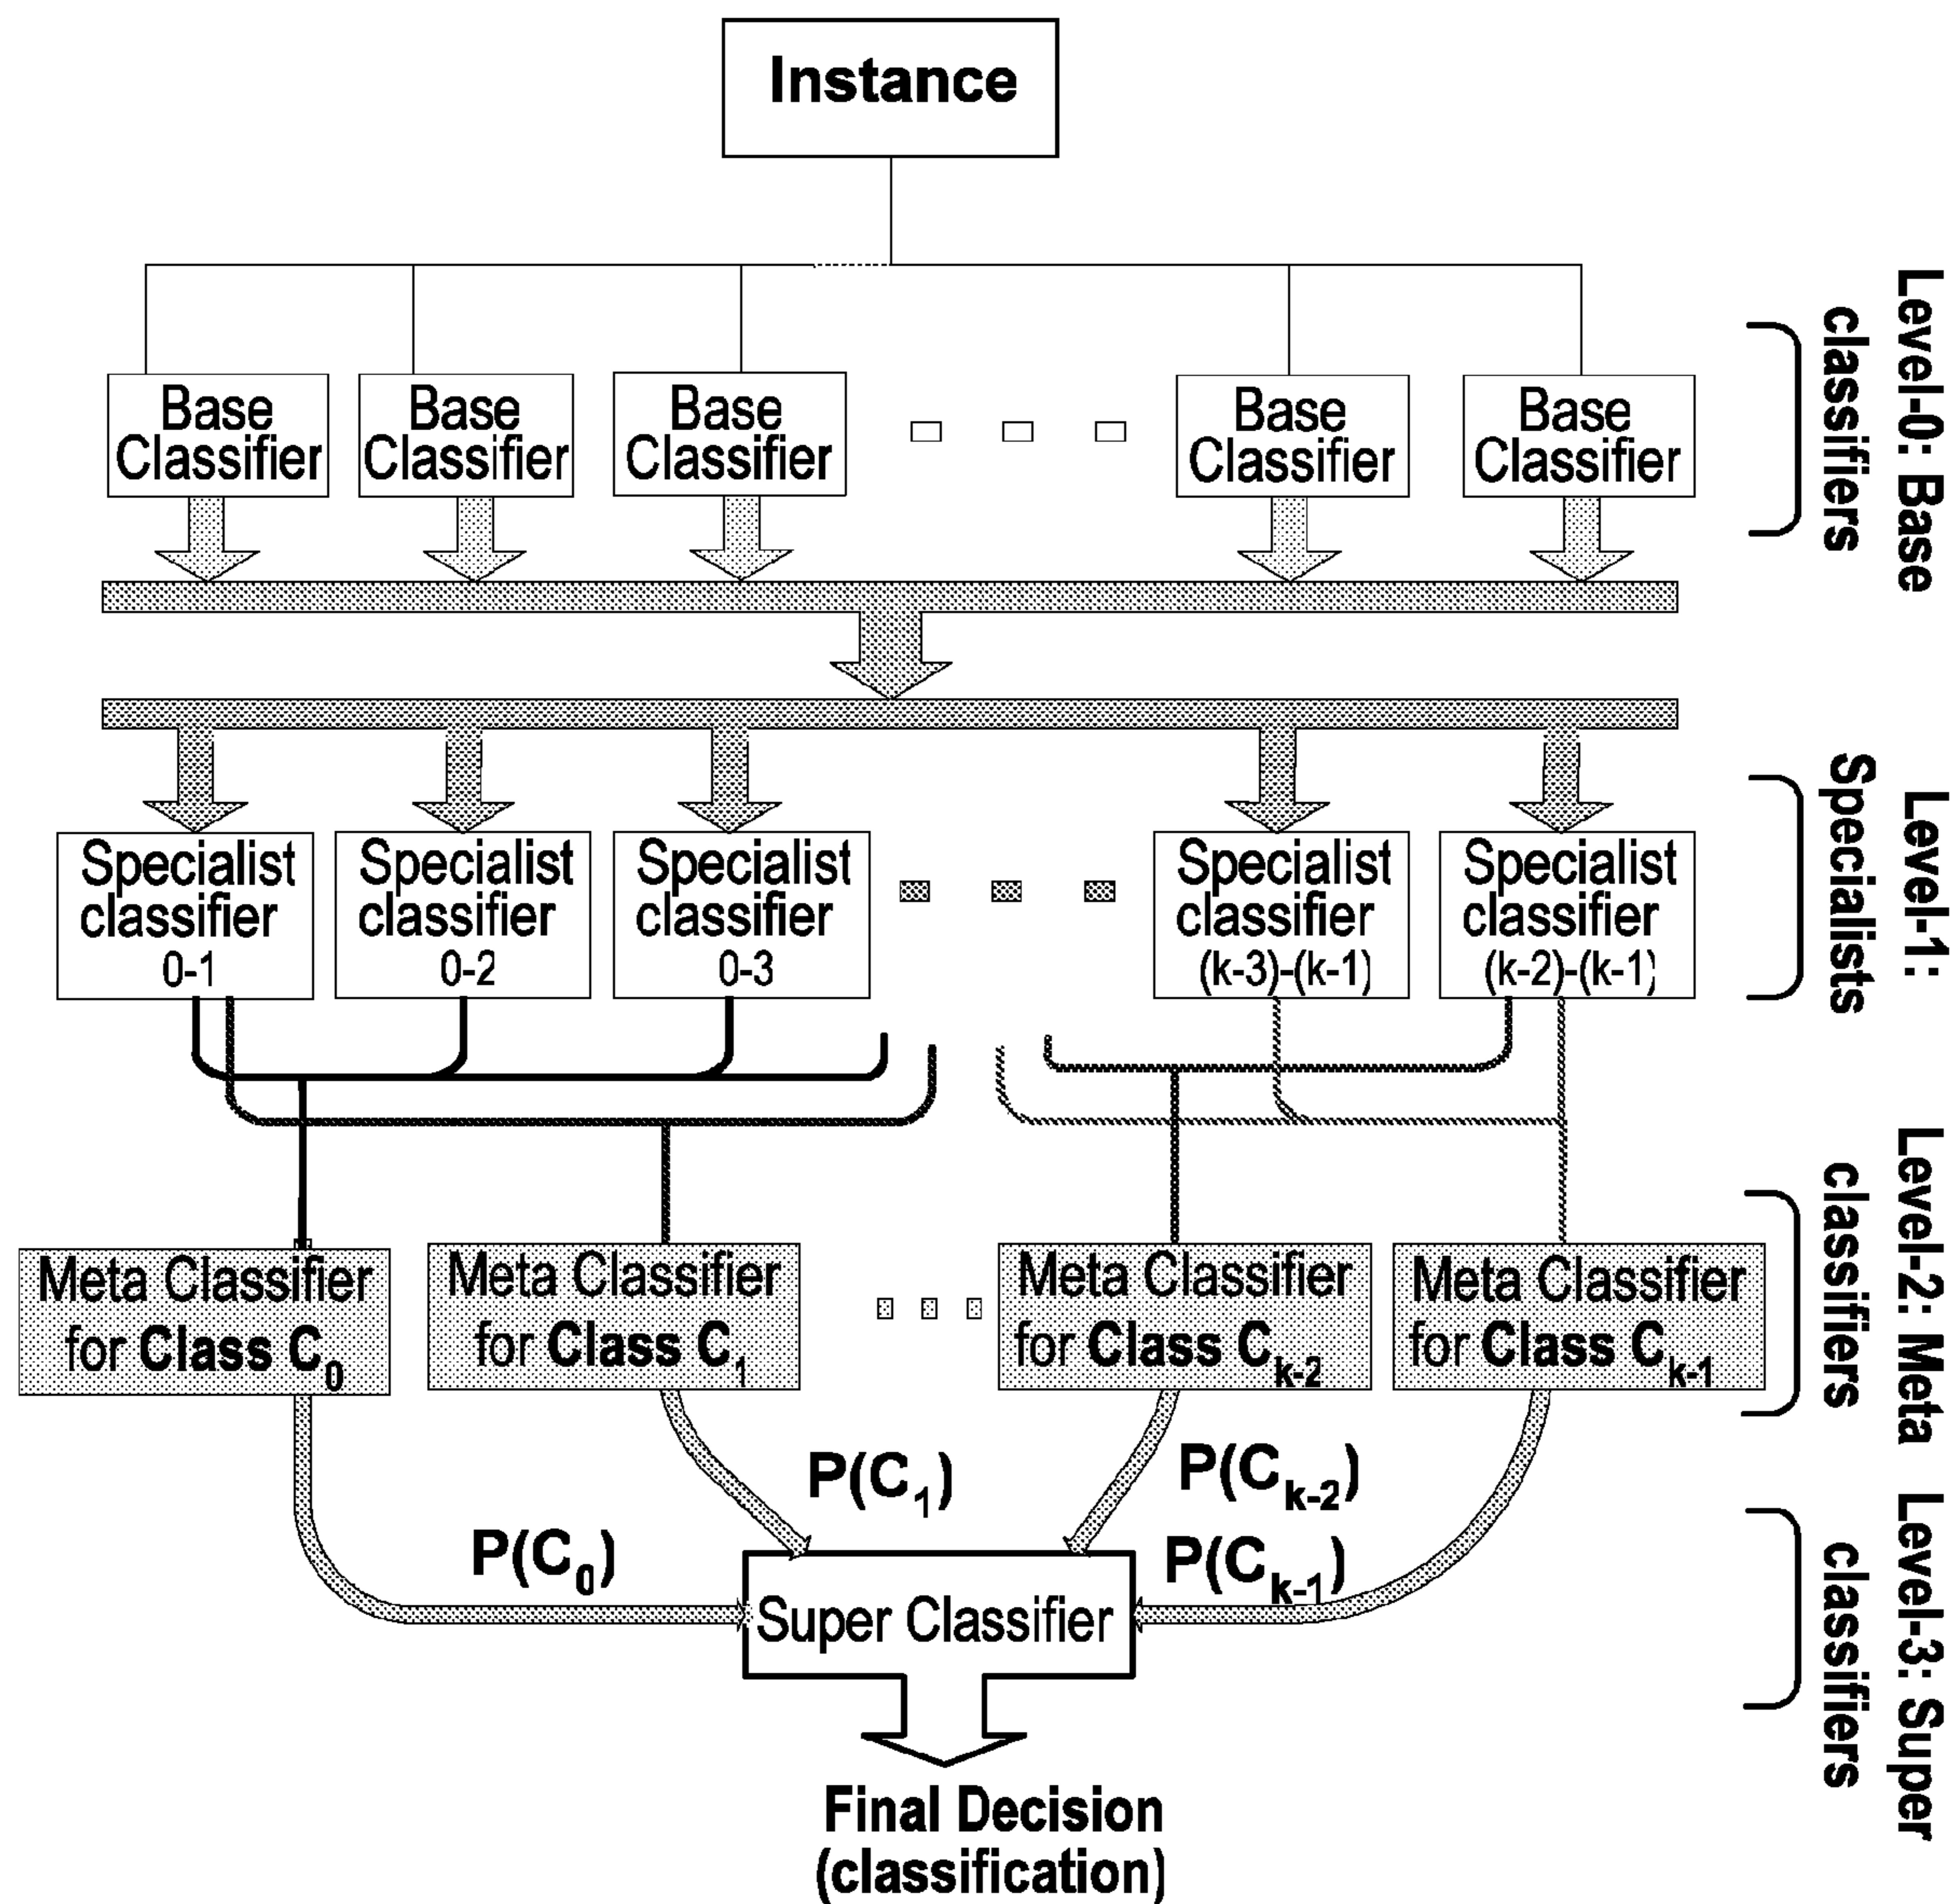 Instance
Base
Classifier
Base
Classifier
Base
Classifier
Base
Classifier
Base
Classifier
Level-0: Base
classifiers
Specialist
classifier
0-1
Specialist
classifier
0-2
Specialist
classifier
0-3
Specialist
classifier
(k-3)-(k-1)
Specialist
classifier
(k-2)-(k-1)
Level-1:
Specialists
Meta Classifier
for Class C0
Meta Classifier
for Class C1
Meta Classifier
for Class Ck-2
Meta Classifier
for Class Ck-1
Level-2: Meta
classifiers
P(C0)
P(C1)
P(Ck-2)
P(Ck-1)
Super Classifier
Level-3: Super
classifiers
Final Decision
(classification)